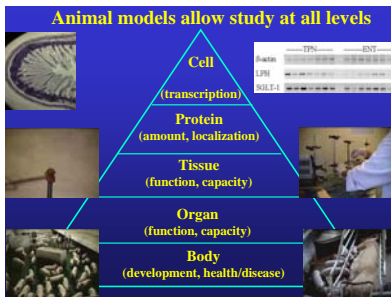 Animal models allow study at all levels
Cell
(transcription)
Protein
(amount, localization)
Tissue
(function, capacity)
Organ
(function, capacity)
Body
(development, health/disease)
TPN ENT
β-actin
LPH
SGLT-1